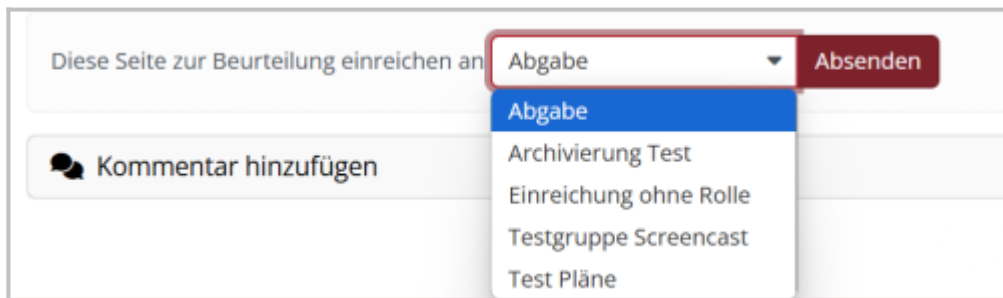 Diese Seite zur Beurteilung einreichen an Abgabe Absenden
Abgabe
Kommentar hinzufügen
Archivierung Test
Einreichung ohne Rolle
Testgruppe Screencast
Test Pläne